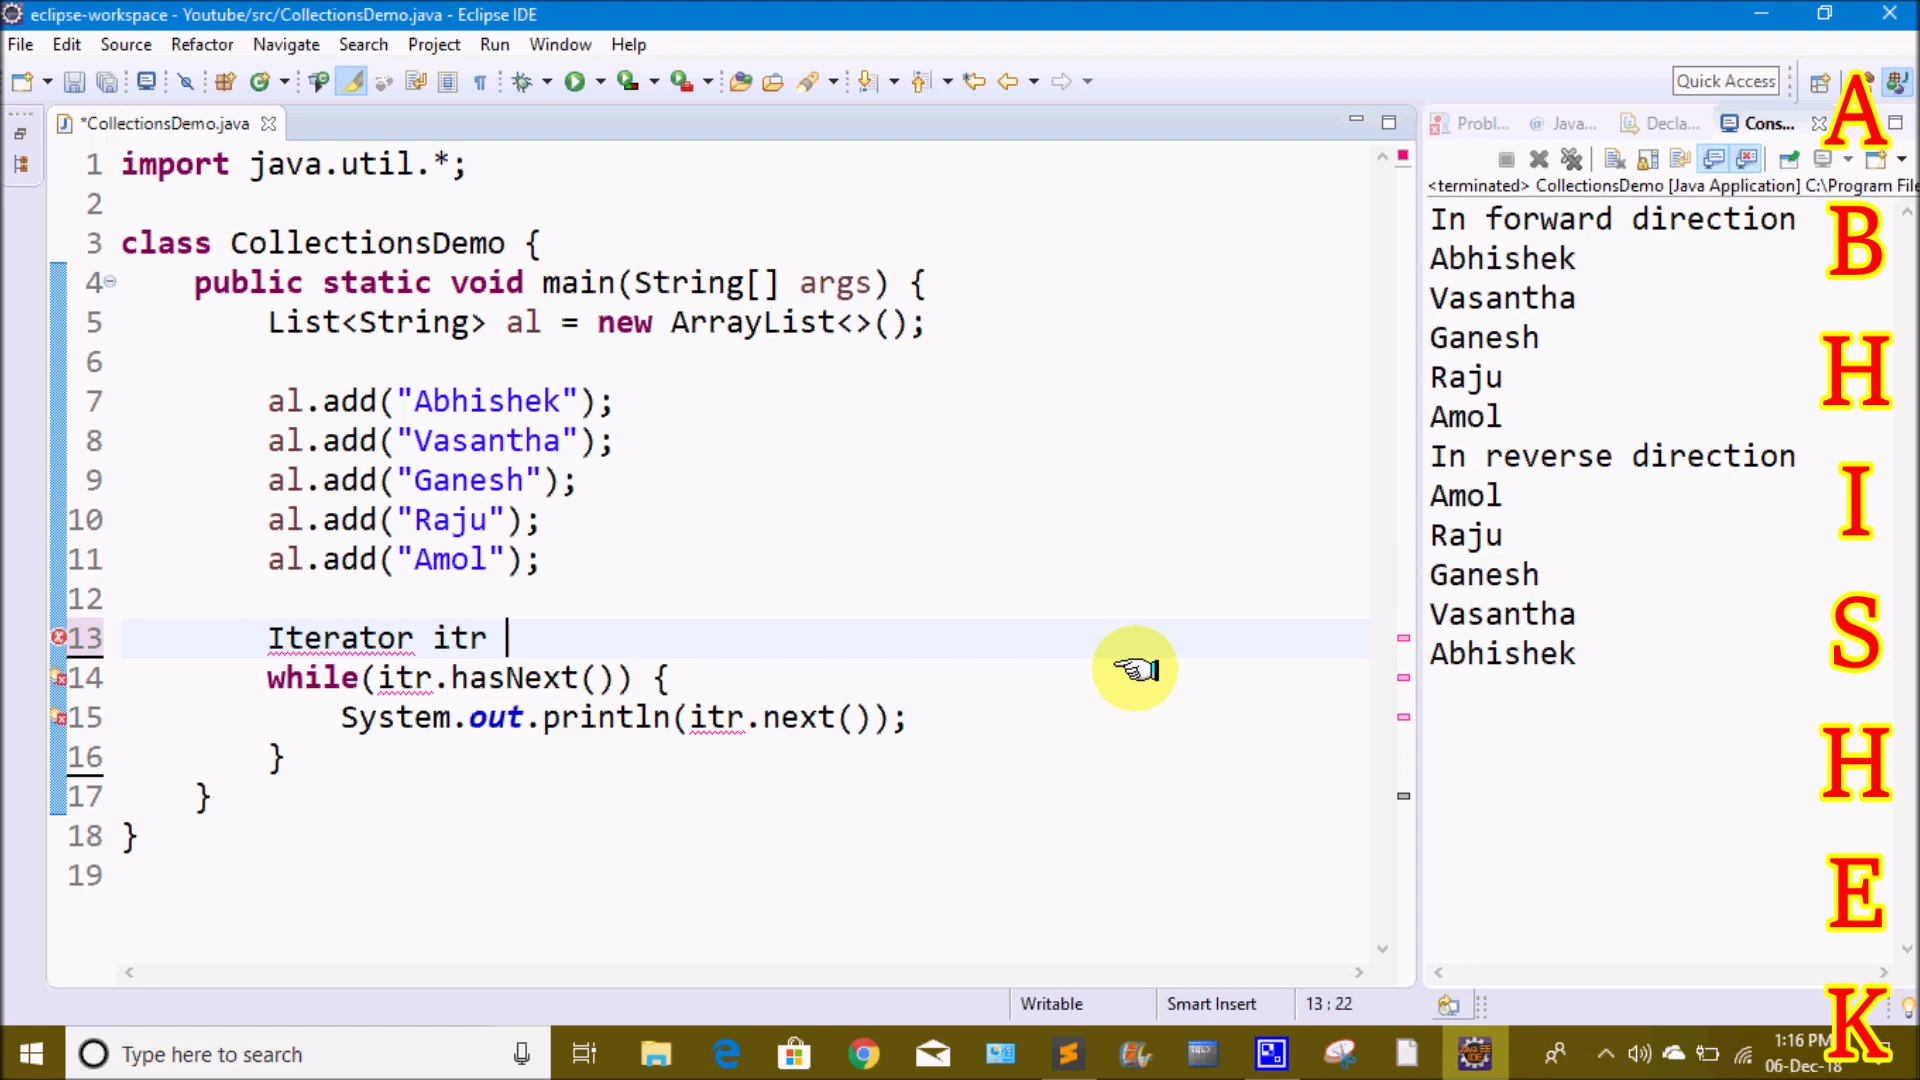 eclipse-workspace - Youtube/src/CollectionsDemo.java - Eclipse IDE
File Edit Source Refactor Navigate Search Project Run Window Help
Quick Access
*CollectionsDemo.java
Probl... Java... Decla... Cons...
<terminated> CollectionsDemo [Java Application] C:\Program File
1 import java.util.*;
2
3 class CollectionsDemo {
4 public static void main(String[] args) {
5 List<String> al = new ArrayList<>();
6
7 al.add("Abhishek");
8 al.add("Vasantha");
9 al.add("Ganesh");
10 al.add("Raju");
11 al.add("Amol");
12
13 Iterator itr
14 while(itr.hasNext()) {
15 System.out.println(itr.next());
16 }
17 }
18 }
19
In forward direction
Abhishek
Vasantha
Ganesh
Raju
Amol
In reverse direction
Amol
Raju
Ganesh
Vasantha
Abhishek
A
B
H
I
S
H
E
K
Writable Smart Insert 13 : 22
Type here to search
1:16 PM
06-Dec-18